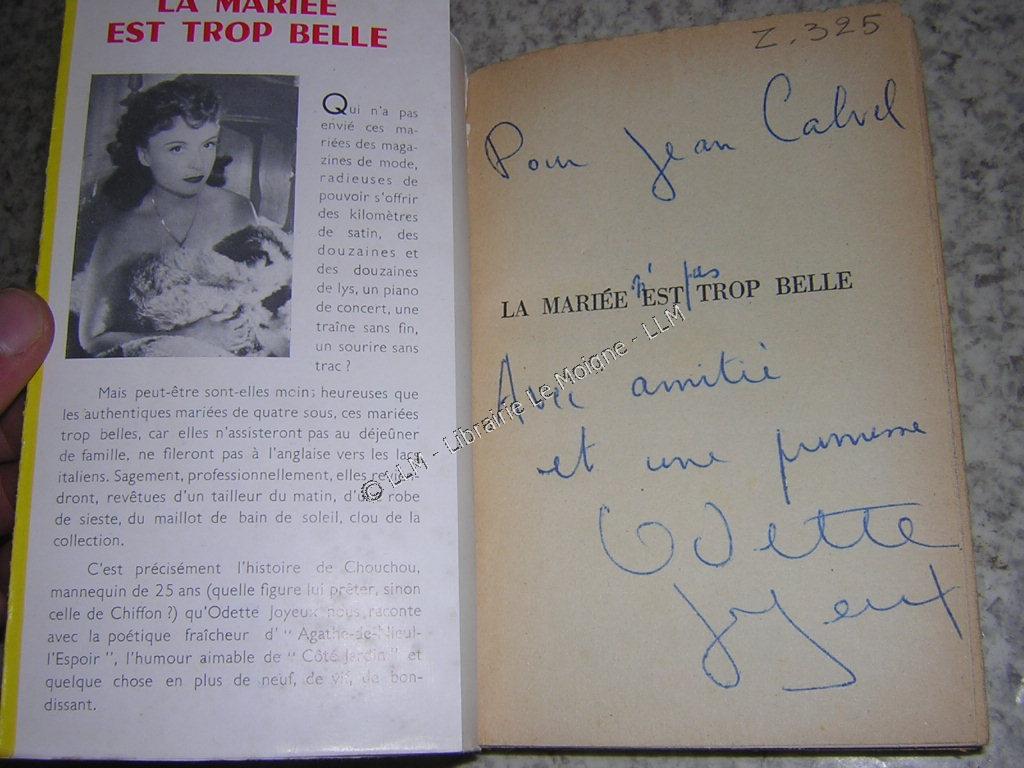 LA MARIÉE
EST TROP BELLE
Qui n'a pas
envié ces ma-
riées des maga-
zines de mode,
radieuses de
pouvoir s'offrir
des kilomètres
de satin, des
douzaines et
des douzaines
de lys, un piano
de concert, une
traîne sans fin,
un sourire sans
trac ?
Mais peut-être sont-elles moins heureuses que
les authentiques mariées de quatre sous, ces mariées
trop belles, car elles n'assisteront pas au déjeûner
de famille, ne fileront pas à l'anglaise vers les lacs
italiens. Sagement, professionnellement, elles
dront, revêtues d'un tailleur du matin, d'une robe
de sieste, du maillot de bain de soleil, clou de la
collection.
C'est précisément l'histoire de Chouchou,
mannequin de 25 ans (quelle figure lui prêter, sinon
celle de Chiffon ?) qu'Odette Joyeux nous raconte
avec la poétique fraîcheur d' " Agathe-de-Nieul-
l'Espoir ", l'humour aimable de " Côté Jardin " et
quelque chose en plus de neuf, de vif, de bon-
dissant.
Z.325
Pour Jean Calvel
n' pas
LA MARIÉE EST TROP BELLE
Avec amitié
et une promesse
Odette
Joyeux
© LLM - Librairie Le Moigne - LLM